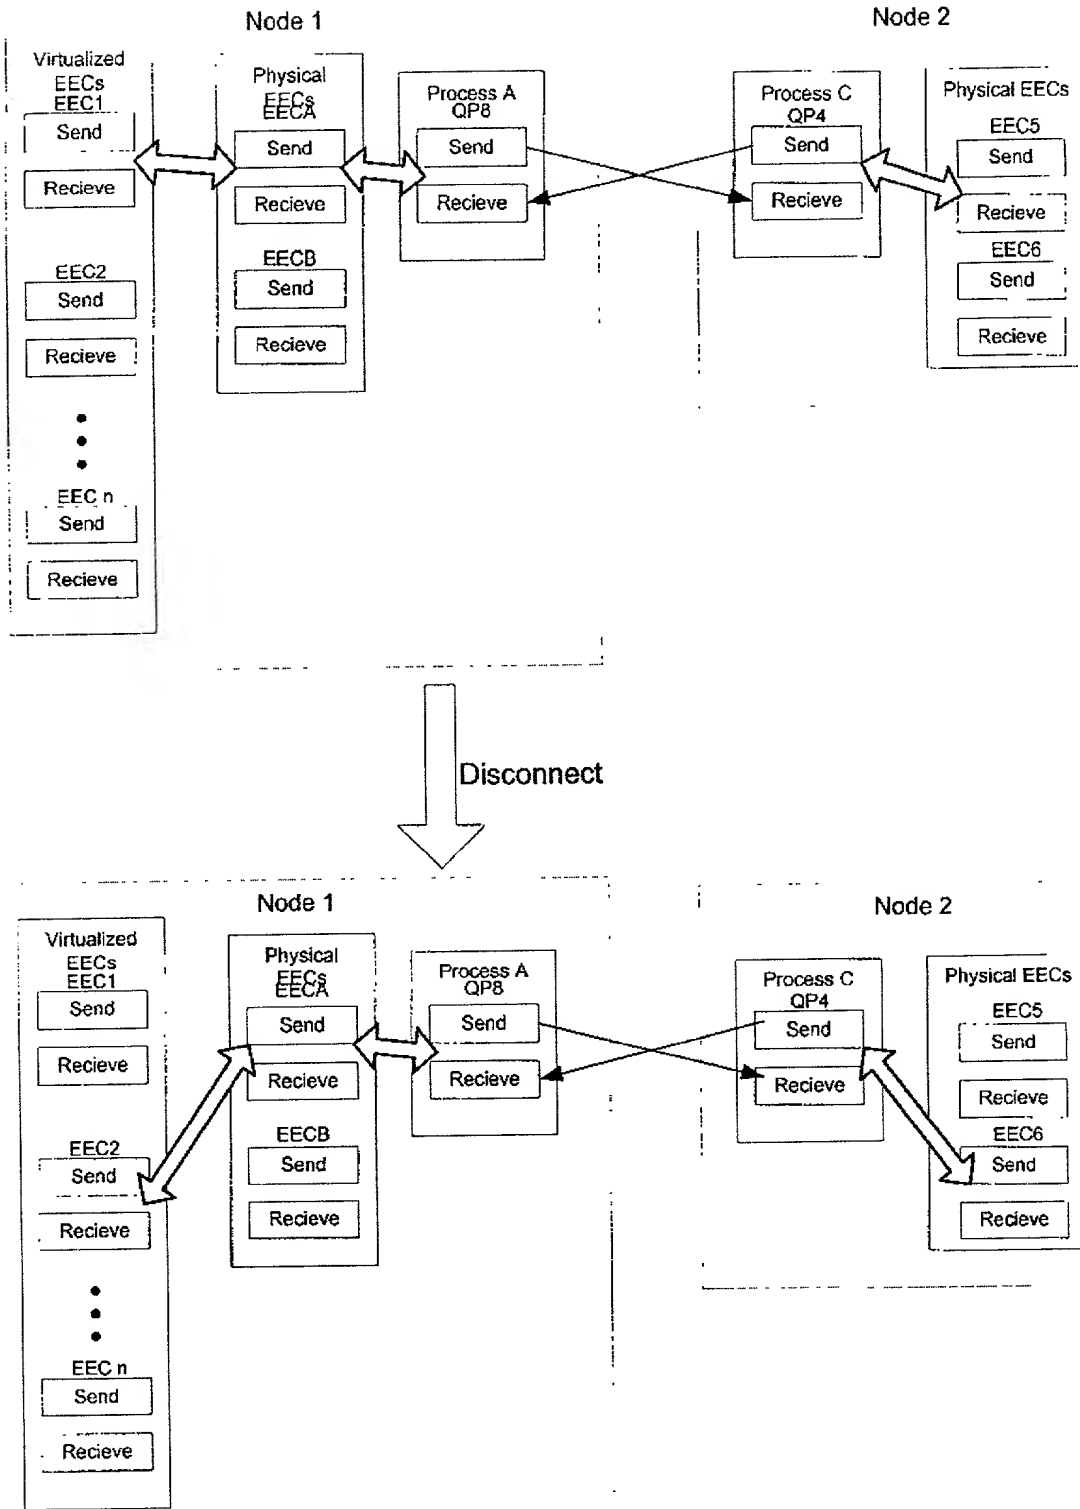 Node 1
Node 2
Virtualized
EECs
EEC1
Send
Recieve
EEC2
Send
Recieve
EEC n
Send
Recieve
Physical
EECs
EECA
Send
Recieve
EECB
Send
Recieve
Process A
QP8
Send
Recieve
Process C
QP4
Send
Recieve
Physical EECs
EEC5
Send
Recieve
EEC6
Send
Recieve
Disconnect
Node 1
Node 2
Virtualized
EECs
EEC1
Send
Recieve
EEC2
Send
Recieve
EEC n
Send
Recieve
Physical
EECs
EECA
Send
Recieve
EECB
Send
Recieve
Process A
QP8
Send
Recieve
Process C
QP4
Send
Recieve
Physical EECs
EEC5
Send
Recieve
EEC6
Send
Recieve